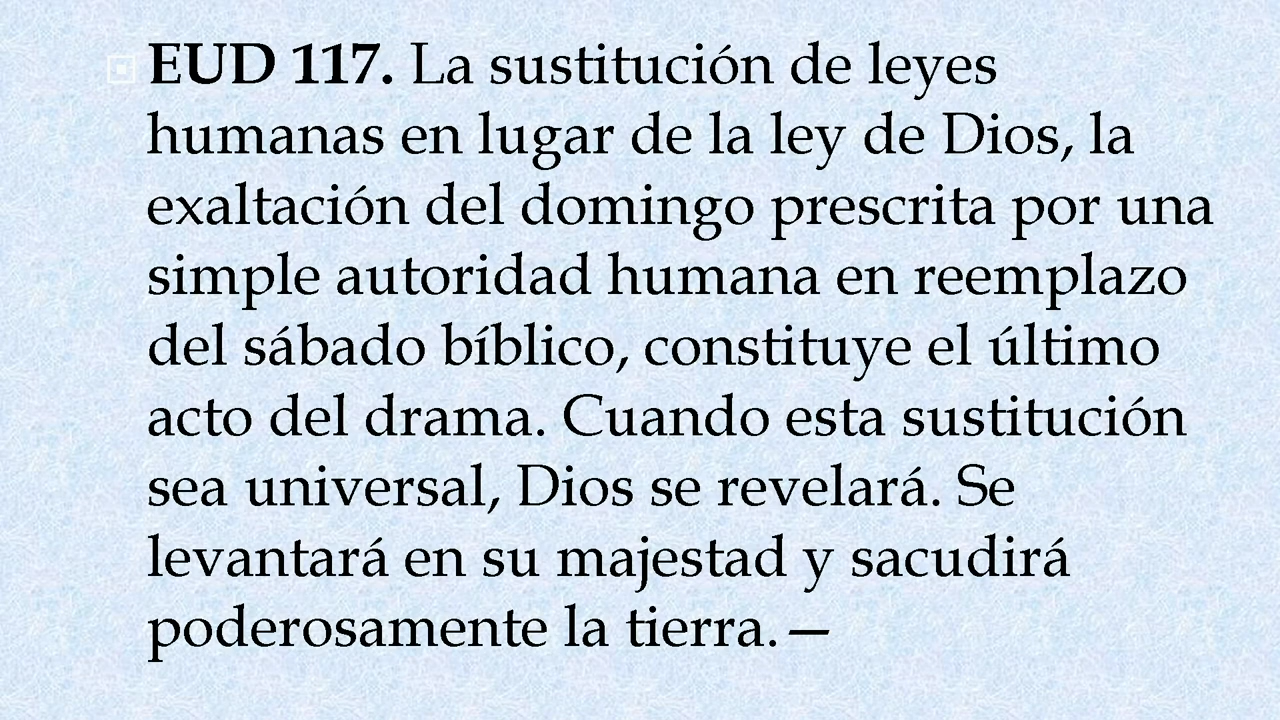 EUD 117. La sustitución de leyes
humanas en lugar de la ley de Dios, la
exaltación del domingo prescrita por una
simple autoridad humana en reemplazo
del sábado bíblico, constituye el último
acto del drama. Cuando esta sustitución
sea universal, Dios se revelará. Se
levantará en su majestad y sacudirá
poderosamente la tierra.—